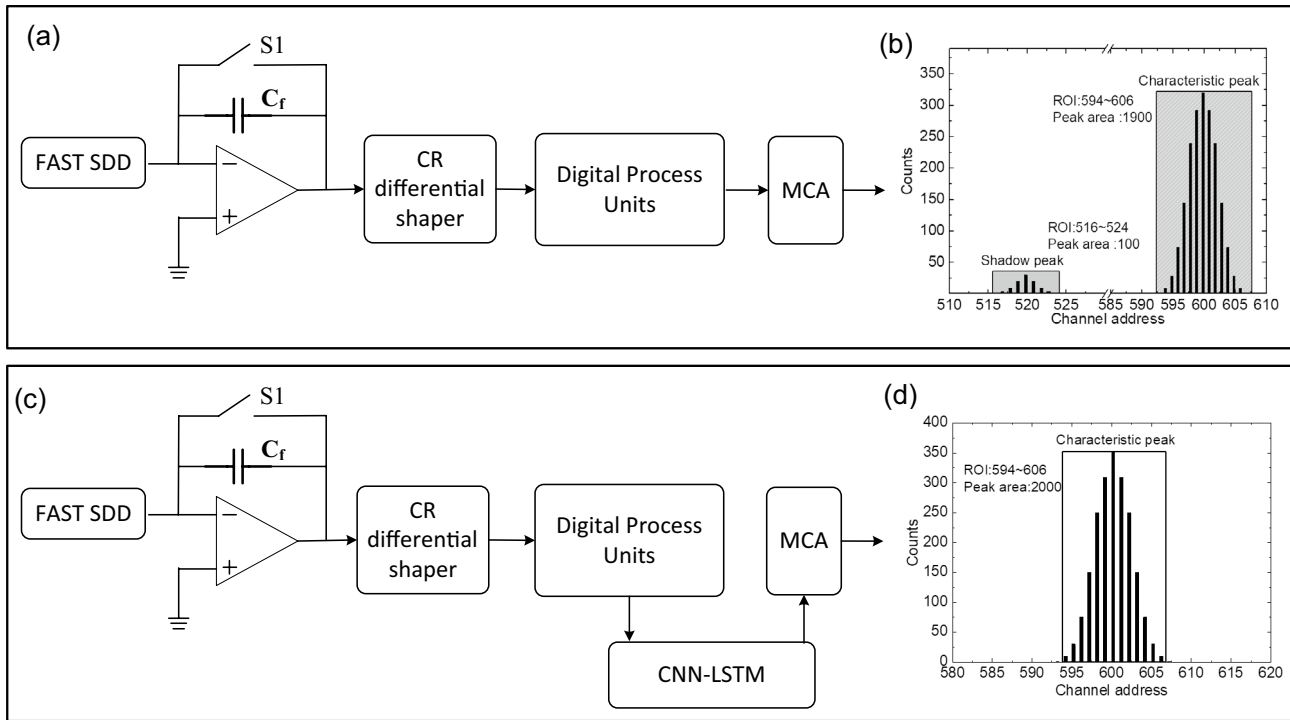 (a)
S1
Cf
FAST SDD
−
+
CR
differential
shaper
Digital Process
Units
MCA
(b)
Counts
350
300
250
200
150
100
50
Characteristic peak
ROI:594~606
Peak area :1900
ROI:516~524
Peak area :100
Shadow peak
510 515 520 525 585 590 595 600 605 610
Channel address
(c)
S1
Cf
FAST SDD
−
+
CR
differential
shaper
Digital Process
Units
MCA
CNN-LSTM
(d)
Counts
400
350
300
250
200
150
100
50
0
Characteristic peak
ROI:594~606
Peak area:2000
580 585 590 595 600 605 610 615 620
Channel address